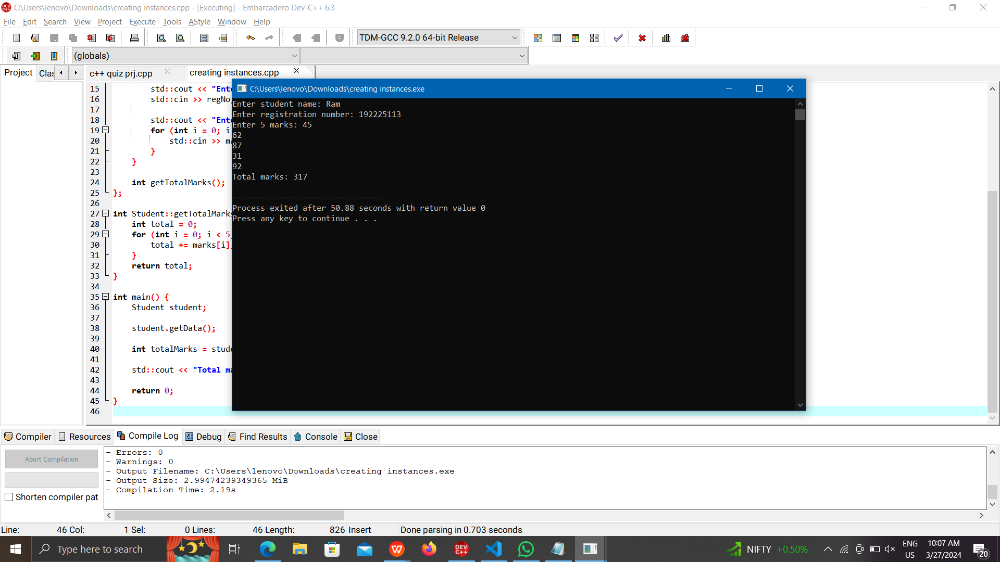 C:\Users\lenovo\Downloads\creating instances.cpp - [Executing] - Embarcadero Dev-C++ 6.3
File Edit Search View Project Execute Tools AStyle Window Help
TDM-GCC 9.2.0 64-bit Release
(globals)
Project Clas c++ quiz prj.cpp creating instances.cpp
15 std::cout << "Ente
16 std::cin >> regNo
17
18 std::cout << "Ente
19 for (int i = 0; i
20 std::cin >> ma
21 }
22 }
23
24 int getTotalMarks();
25 };
26
27 int Student::getTotalMarks
28 int total = 0;
29 for (int i = 0; i < 5
30 total += marks[i]
31 }
32 return total;
33 }
34
35 int main() {
36 Student student;
37
38 student.getData();
39
40 int totalMarks = stude
41
42 std::cout << "Total ma
43
44 return 0;
45 }
46
C:\Users\lenovo\Downloads\creating instances.exe
Enter student name: Ram
Enter registration number: 192225113
Enter 5 marks: 45
62
87
31
92
Total marks: 317
--------------------------------
Process exited after 50.88 seconds with return value 0
Press any key to continue . . .
Compiler Resources Compile Log Debug Find Results Console Close
Abort Compilation
Shorten compiler pat
- Errors: 0
- Warnings: 0
- Output Filename: C:\Users\lenovo\Downloads\creating instances.exe
- Output Size: 2.99474239349365 MiB
- Compilation Time: 2.19s
Line: 46 Col: 1 Sel: 0 Lines: 46 Length: 826 Insert Done parsing in 0.703 seconds
Type here to search
DEV C++
NIFTY +0.50%
ENG
US
10:07 AM
3/27/2024
20